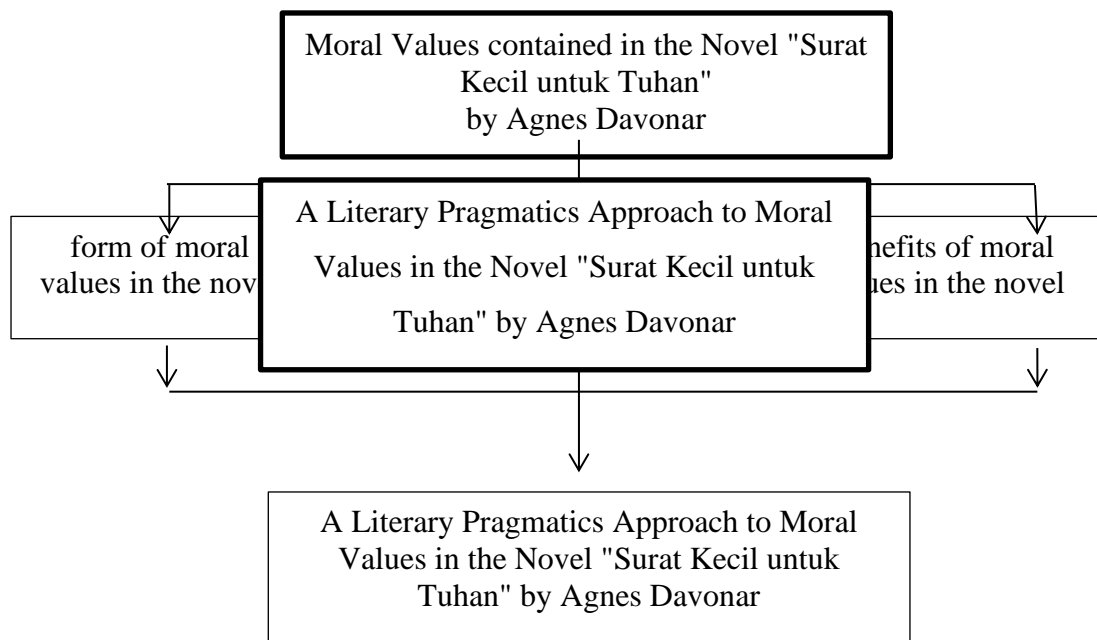 Moral Values contained in the Novel "Surat
Kecil untuk Tuhan"
by Agnes Davonar
form of moral
values in the nov
A Literary Pragmatics Approach to Moral
Values in the Novel "Surat Kecil untuk
Tuhan" by Agnes Davonar
nefits of moral
ues in the novel
A Literary Pragmatics Approach to Moral
Values in the Novel "Surat Kecil untuk
Tuhan" by Agnes Davonar